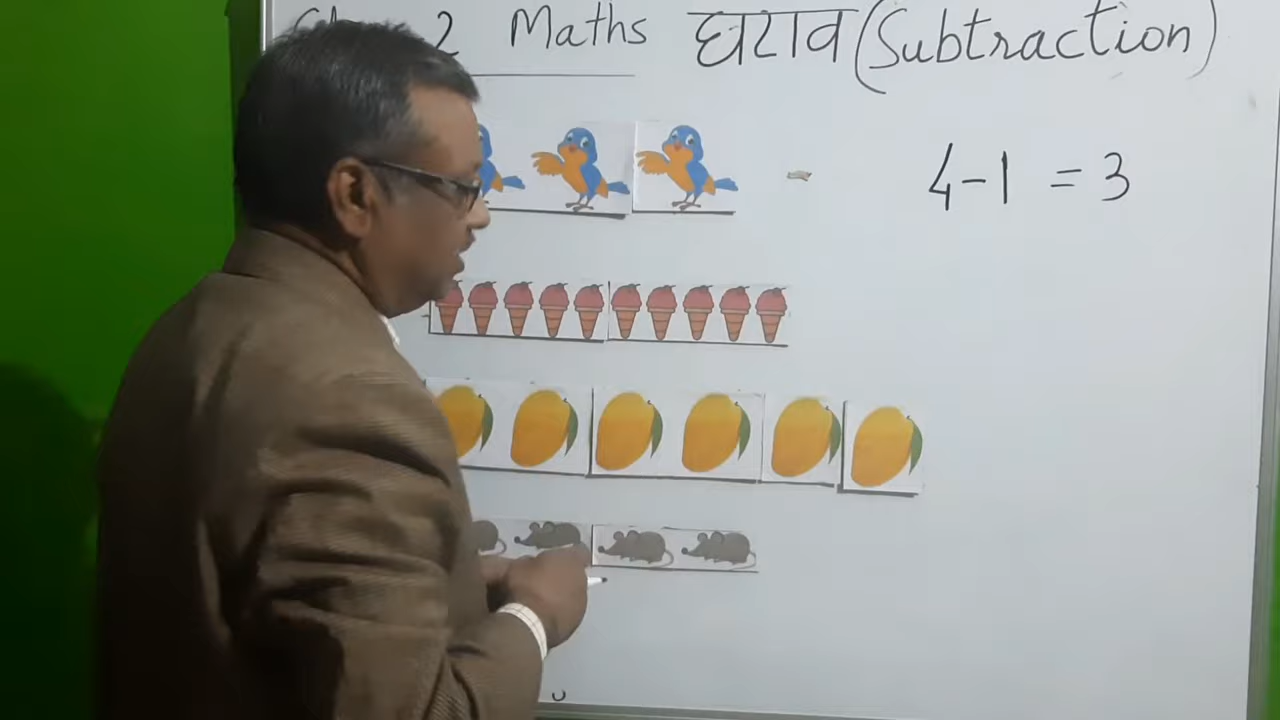 2 Maths घटाव (Subtraction)
4-1 = 3